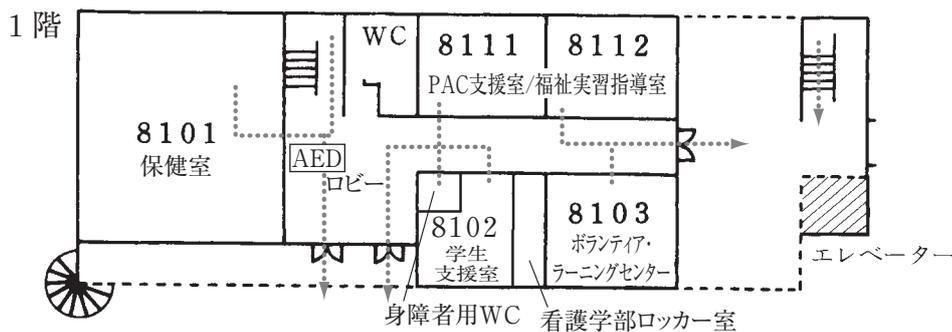 1階
WC
8111
8112
PAC支援室/福祉実習指導室
8101
保健室
AED
ロビー
8102
学生
支援室
8103
ボランティア・
ラーニングセンター
エレベーター
身障者用WC
看護学部ロッカー室